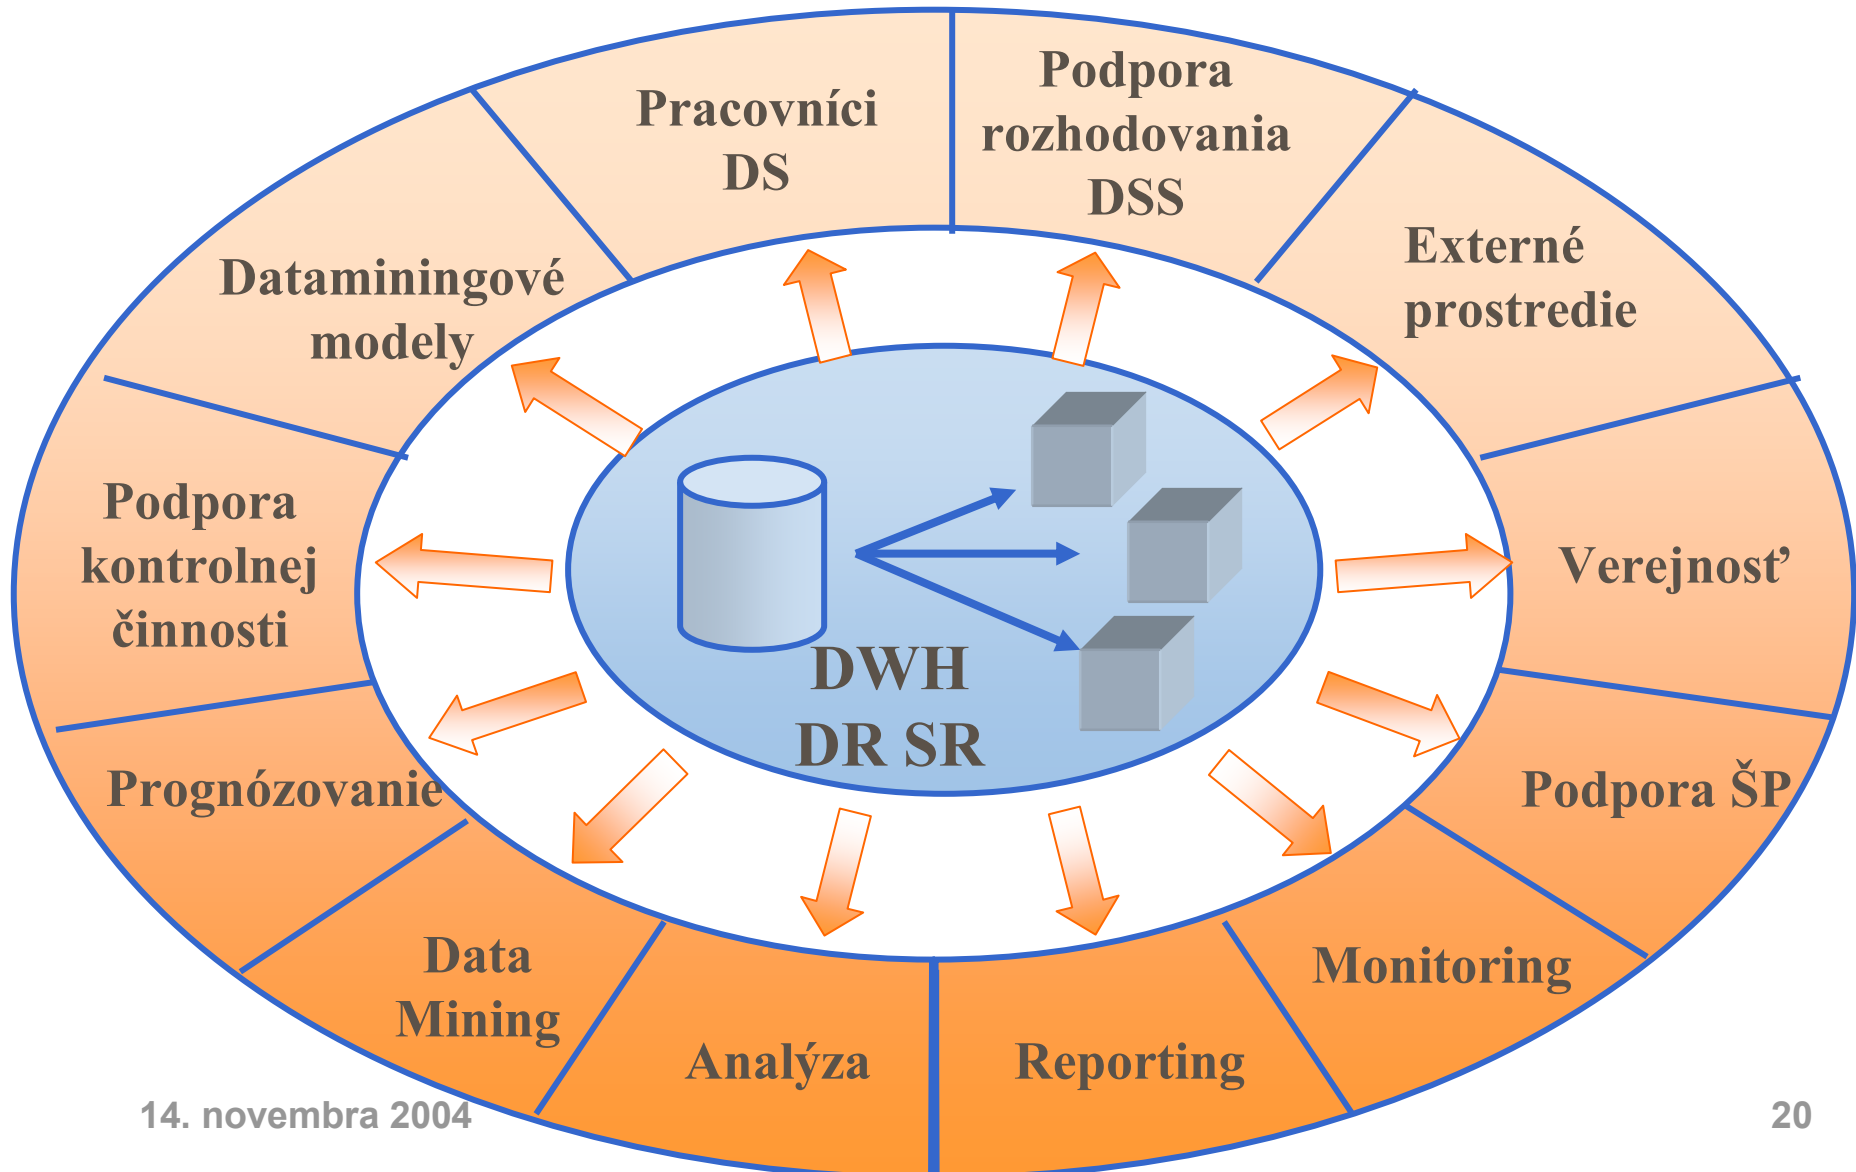 Pracovníci
DS
Podpora
rozhodovania
DSS
Externé
prostredie
Verejnosť
Podpora ŠP
Monitoring
Reporting
Analýza
Data
Mining
Prognózovanie
Podpora
kontrolnej
činnosti
Dataminingové
modely
DWH
DR SR
14. novembra 2004
20